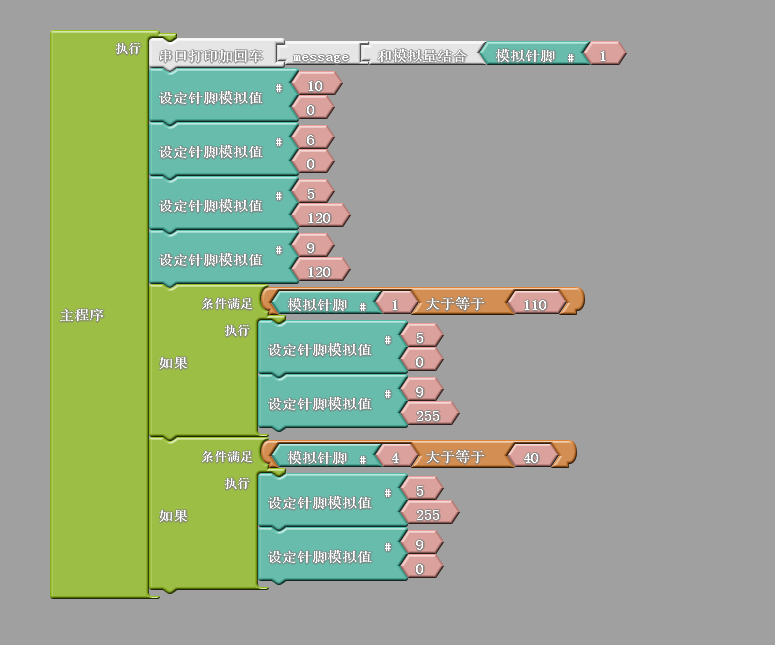 执行 串口打印加回车 message 和模拟量结合 模拟针脚 # 1
设定针脚模拟值 # 10
0
设定针脚模拟值 # 6
0
设定针脚模拟值 # 5
120
设定针脚模拟值 # 9
120
主程序
条件满足 模拟针脚 # 1 大于等于 110
如果
执行
设定针脚模拟值 # 5
0
设定针脚模拟值 # 9
255
条件满足 模拟针脚 # 4 大于等于 40
如果
执行
设定针脚模拟值 # 5
255
设定针脚模拟值 # 9
0